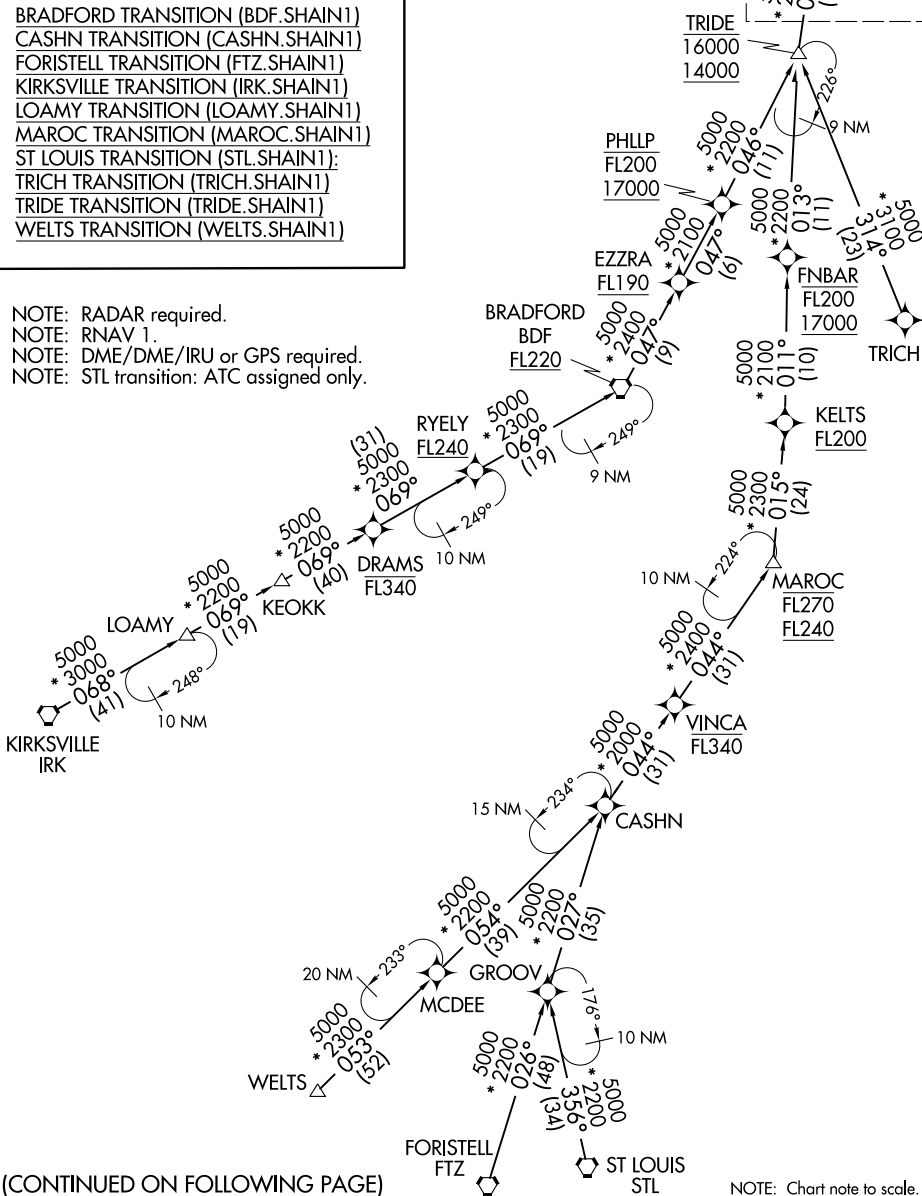 BRADFORD TRANSITION (BDF.SHAIN1)
CASHN TRANSITION (CASHN.SHAIN1)
FORISTELL TRANSITION (FTZ.SHAIN1)
KIRKSVILLE TRANSITION (IRK.SHAIN1)
LOAMY TRANSITION (LOAMY.SHAIN1)
MAROC TRANSITION (MAROC.SHAIN1)
ST LOUIS TRANSITION (STL.SHAIN1):
TRICH TRANSITION (TRICH.SHAIN1)
TRIDE TRANSITION (TRIDE.SHAIN1)
WELTS TRANSITION (WELTS.SHAIN1)
NOTE: RADAR required.
NOTE: RNAV 1.
NOTE: DME/DME/IRU or GPS required.
NOTE: STL transition: ATC assigned only.
TRIDE
16000
14000
226°
9 NM
5000
*2200
046°
(11)
PHLLP
FL200
17000
5000
*2200
013°
(11)
5000
*3100
314°
(23)
TRICH
5000
*2100
047°
(6)
EZZRA
FL190
FNBAR
FL200
17000
BRADFORD
BDF
FL220
5000
*2400
047°
(9)
249°
9 NM
5000
*2100
011°
(10)
KELTS
FL200
RYELY
FL240
5000
*2300
069°
(19)
249°
10 NM
(31)
5000
*2300
069°
DRAMS
FL340
5000
*2300
015°
(24)
224°
10 NM
MAROC
FL270
FL240
5000
*2200
069°
(40)
KEOKK
5000
*2200
069°
(19)
LOAMY
248°
10 NM
5000
*3000
068°
(41)
KIRKSVILLE
IRK
5000
*2400
044°
(31)
VINCA
FL340
5000
*2000
044°
(31)
234°
15 NM
CASHN
5000
*2200
054°
(39)
5000
*2200
027°
(35)
233°
20 NM
MCDEE
GROOV
176°
10 NM
5000
*2300
053°
(52)
WELTS
5000
*2200
026°
(48)
5000
*2200
356°
(34)
FORISTELL
FTZ
ST LOUIS
STL
(CONTINUED ON FOLLOWING PAGE)
NOTE: Chart note to scale.